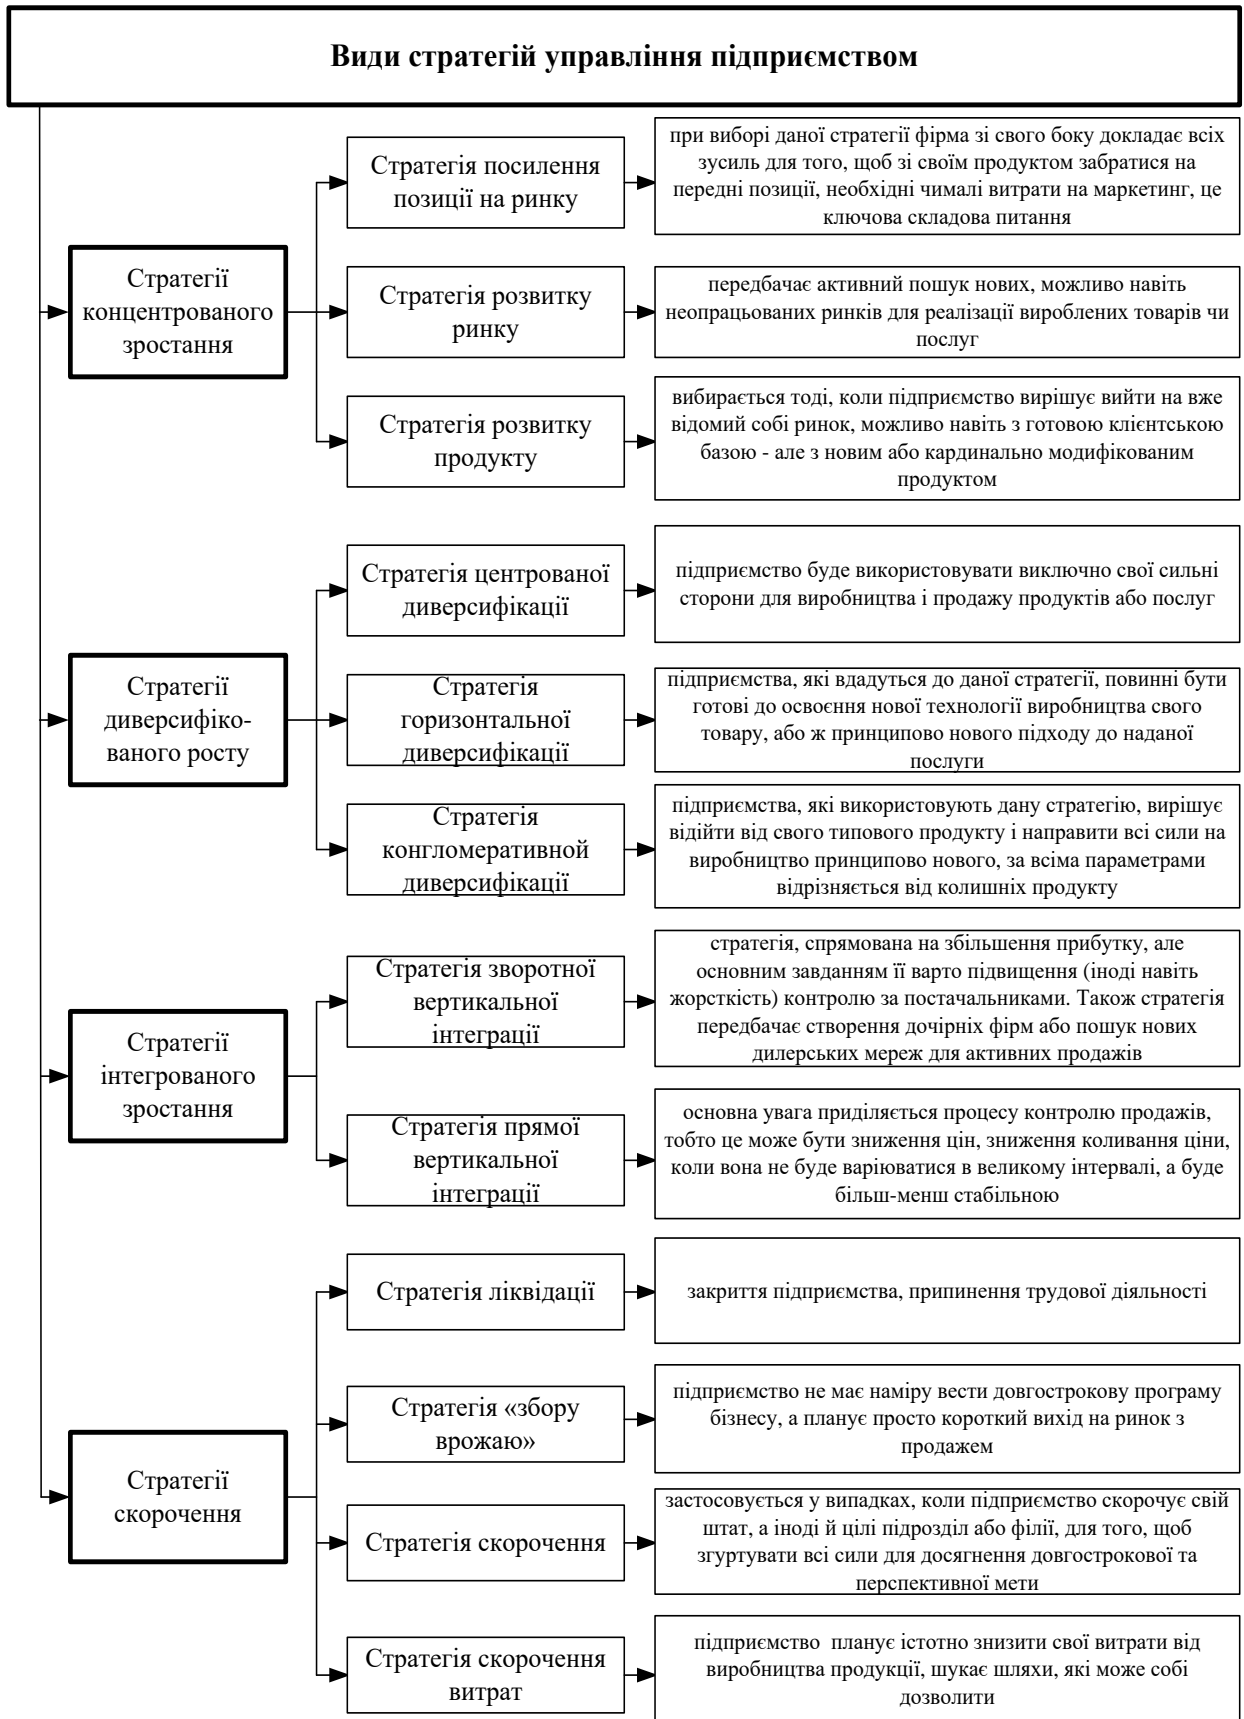 Види стратегій управління підприємством
Стратегії
концентрованого
зростання
Стратегія посилення
позиції на ринку
при виборі даної стратегії фірма зі свого боку докладає всіх
зусиль для того, щоб зі своїм продуктом забратися на
передні позиції, необхідні чималі витрати на маркетинг, це
ключова складова питання
Стратегія розвитку
ринку
передбачає активний пошук нових, можливо навіть
неопрацьованих ринків для реалізації вироблених товарів чи
послуг
Стратегія розвитку
продукту
вибирається тоді, коли підприємство вирішує вийти на вже
відомий собі ринок, можливо навіть з готовою клієнтською
базою - але з новим або кардинально модифікованим
продуктом
Стратегії
диверсифіко-
ваного росту
Стратегія центрованої
диверсифікації
підприємство буде використовувати виключно свої сильні
сторони для виробництва і продажу продуктів або послуг
Стратегія
горизонтальної
диверсифікації
підприємства, які вдадуться до даної стратегії, повинні бути
готові до освоєння нової технології виробництва свого
товару, або ж принципово нового підходу до наданої
послуги
Стратегія
конгломеративной
диверсифікації
підприємства, які використовують дану стратегію, вирішує
відійти від свого типового продукту і направити всі сили на
виробництво принципово нового, за всіма параметрами
відрізняється від колишніх продукту
Стратегії
інтегрованого
зростання
Стратегія зворотної
вертикальної
інтеграції
стратегія, спрямована на збільшення прибутку, але
основним завданням її варто підвищення (іноді навіть
жорсткість) контролю за постачальниками. Також стратегія
передбачає створення дочірніх фірм або пошук нових
дилерських мереж для активних продажів
Стратегія прямої
вертикальної
інтеграції
основна увага приділяється процесу контролю продажів,
тобто це може бути зниження цін, зниження коливання ціни,
коли вона не буде варіюватися в великому інтервалі, а буде
більш-менш стабільною
Стратегії
скорочення
Стратегія ліквідації
закриття підприємства, припинення трудової діяльності
Стратегія «збору
врожаю»
підприємство не має наміру вести довгострокову програму
бізнесу, а планує просто короткий вихід на ринок з
продажем
Стратегія скорочення
застосовується у випадках, коли підприємство скорочує свій
штат, а іноді й цілі підрозділ або філії, для того, щоб
згуртувати всі сили для досягнення довгострокової та
перспективної мети
Стратегія скорочення
витрат
підприємство  планує істотно знизити свої витрати від
виробництва продукції, шукає шляхи, які може собі
дозволити